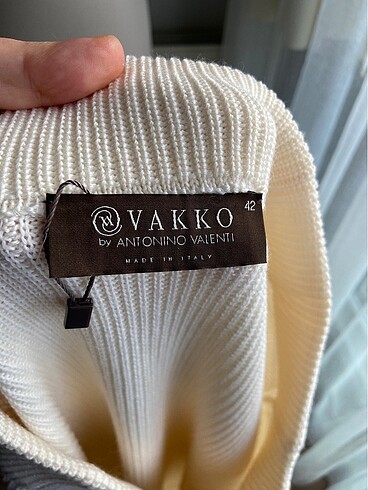 VAKKO
42
by ANTONINO VALENTI
MADE IN ITALY